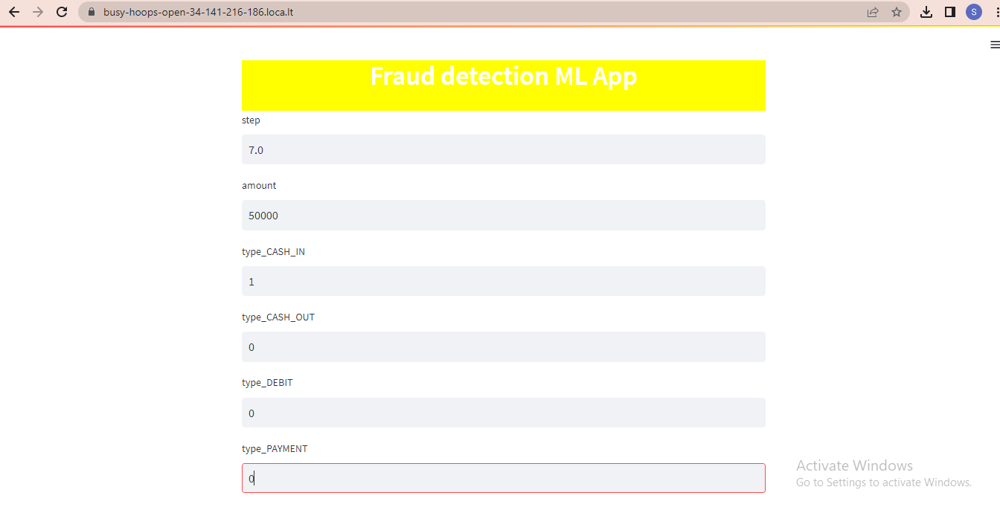 busy-hoops-open-34-141-216-186.loca.lt
S
Fraud detection ML App
step
7.0
amount
50000
type_CASH_IN
1
type_CASH_OUT
0
type_DEBIT
0
type_PAYMENT
0
Activate Windows
Go to Settings to activate Windows.